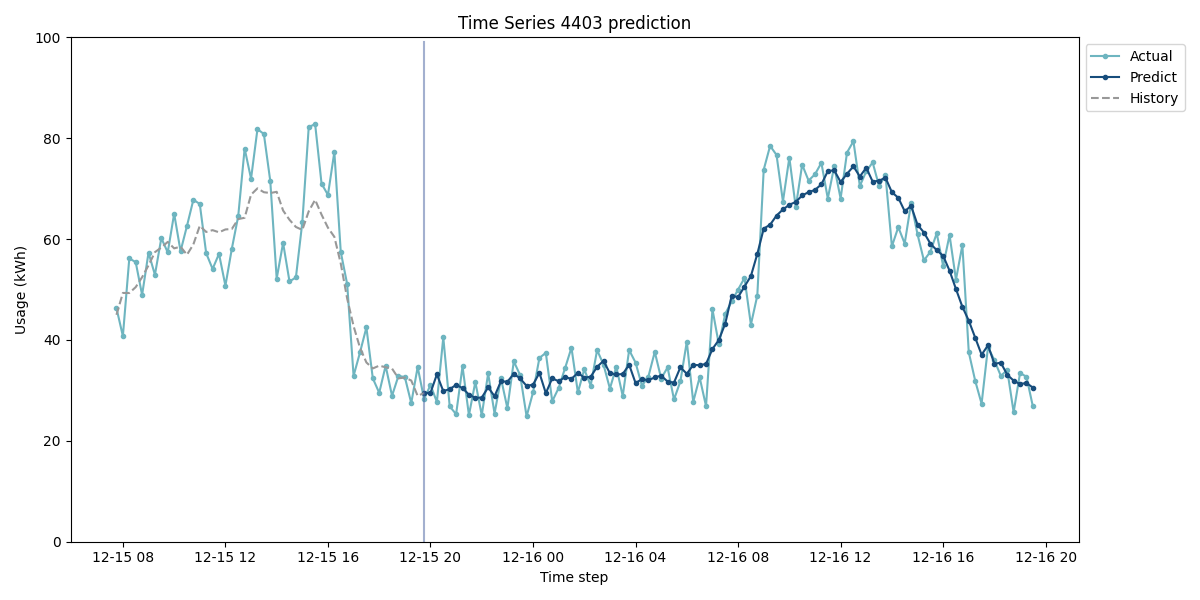 Time Series 4403 prediction
100
80
60
40
20
0
Usage (kWh)
12-15 08
12-15 12
12-15 16
12-15 20
12-16 00
12-16 04
12-16 08
12-16 12
12-16 16
12-16 20
Time step
Actual
Predict
History